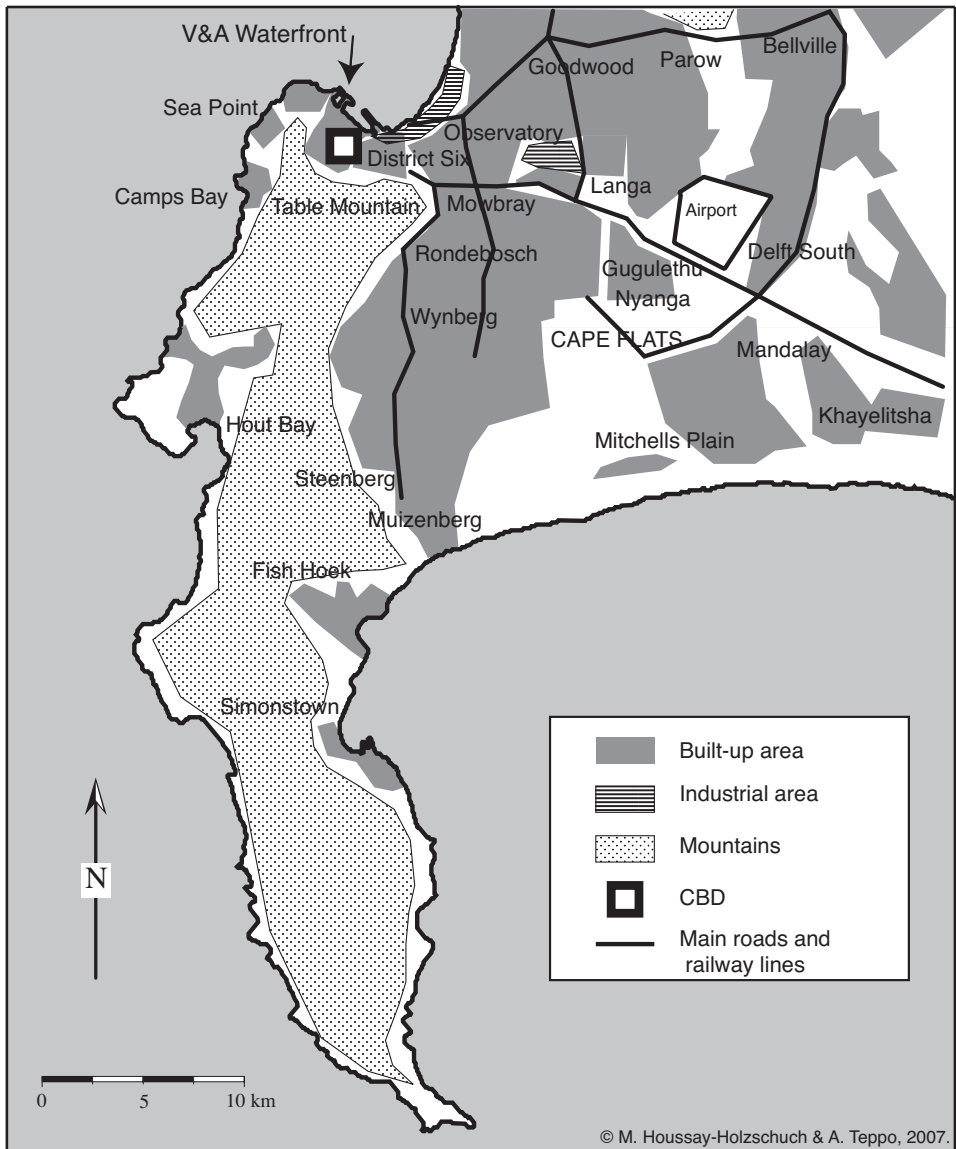 V&A Waterfront
Goodwood
Parow
Bellville
Sea Point
Observatory
District Six
Langa
Camps Bay
Table Mountain
Mowbray
Airport
Rondebosch
Delft South
Gugulethu
Nyanga
Wynberg
CAPE FLATS
Mandalay
Khayelitsha
Hout Bay
Mitchells Plain
Steenberg
Muizenberg
Fish Hoek
Simonstown
Built-up area
Industrial area
Mountains
CBD
Main roads and
railway lines
N
0 5 10 km
© M. Houssay-Holzschuch & A. Teppo, 2007.